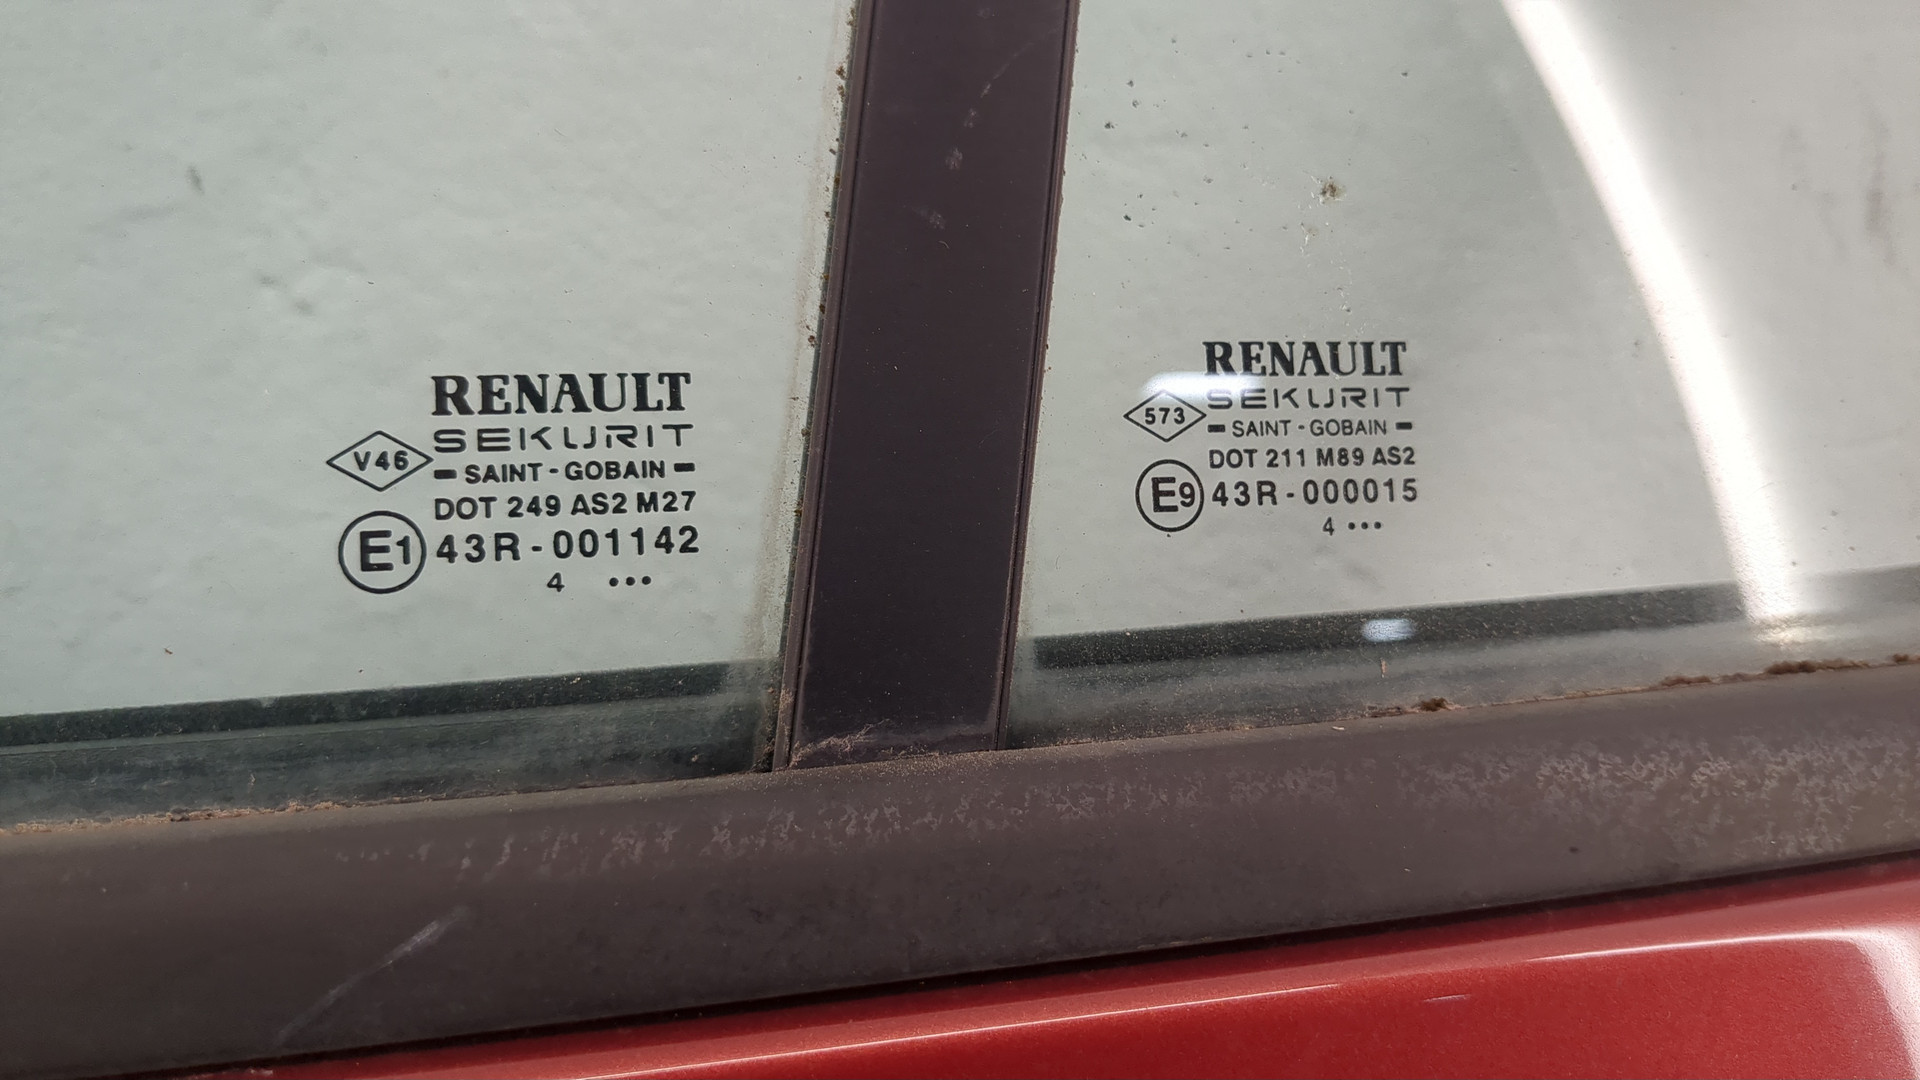 RENAULT
SEKURIT
V46
SAINT-GOBAIN
DOT 249 AS2 M27
E1 43R-001142
4 •••
RENAULT
SEKURIT
573
SAINT-GOBAIN
DOT 211 M89 AS2
E9 43R-000015
4 •••